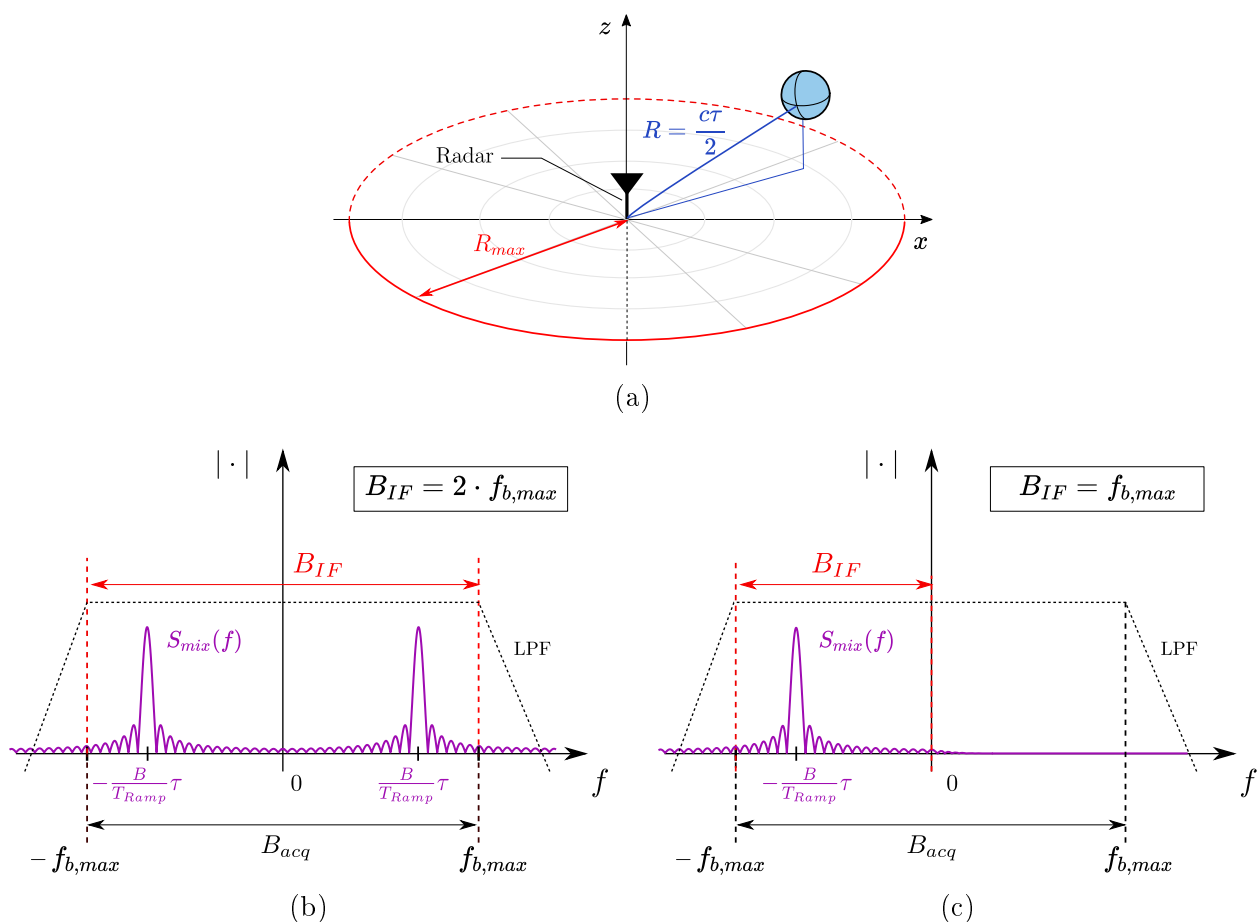 z
R = cτ/2
Radar
R_max
x
(a)
| · |
B_IF = 2 · f_b,max
B_IF
S_mix(f)
LPF
−B/T_Ramp τ
0
B/T_Ramp τ
f
B_acq
−f_b,max
f_b,max
(b)
| · |
B_IF = f_b,max
B_IF
S_mix(f)
LPF
−B/T_Ramp τ
0
f
B_acq
−f_b,max
f_b,max
(c)